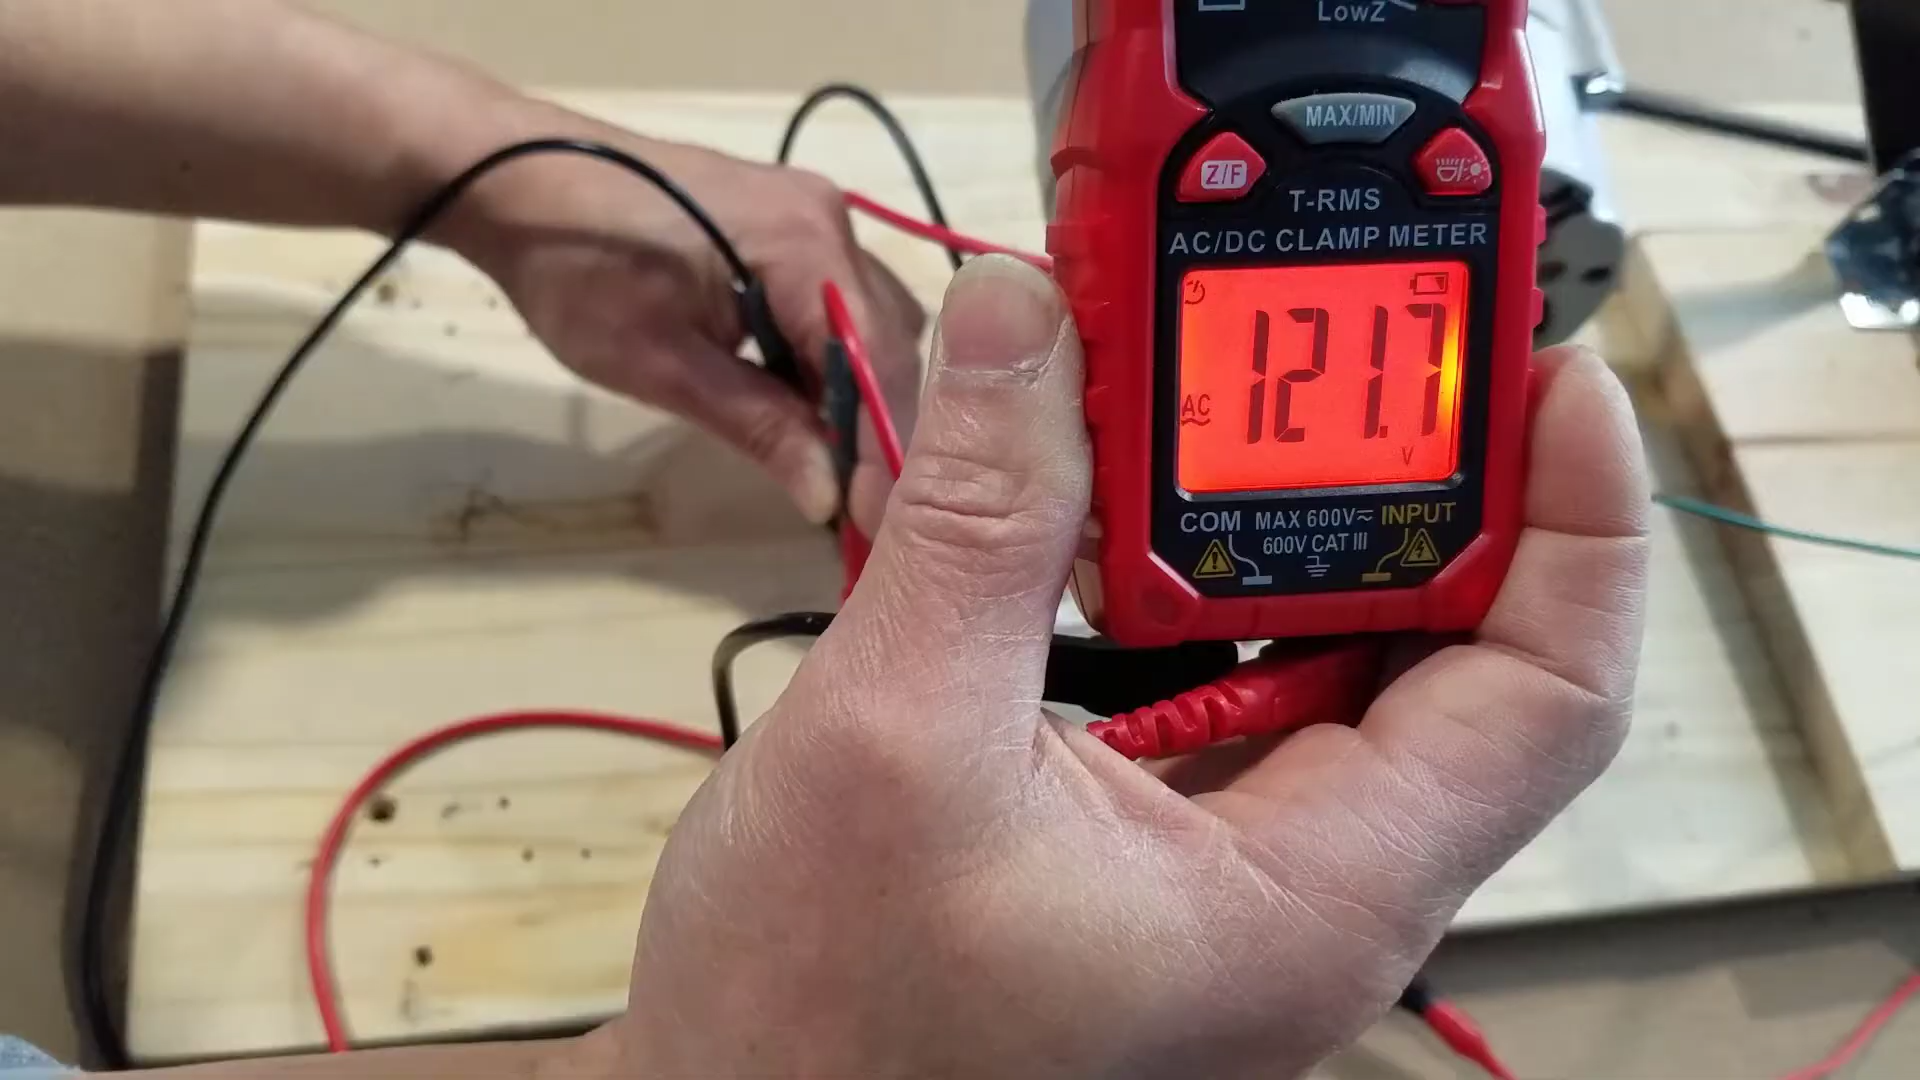 LowZ
MAX/MIN
Z/F
T-RMS
AC/DC CLAMP METER
AC
121.7
V
COM MAX 600V⎓ INPUT
600V CAT III